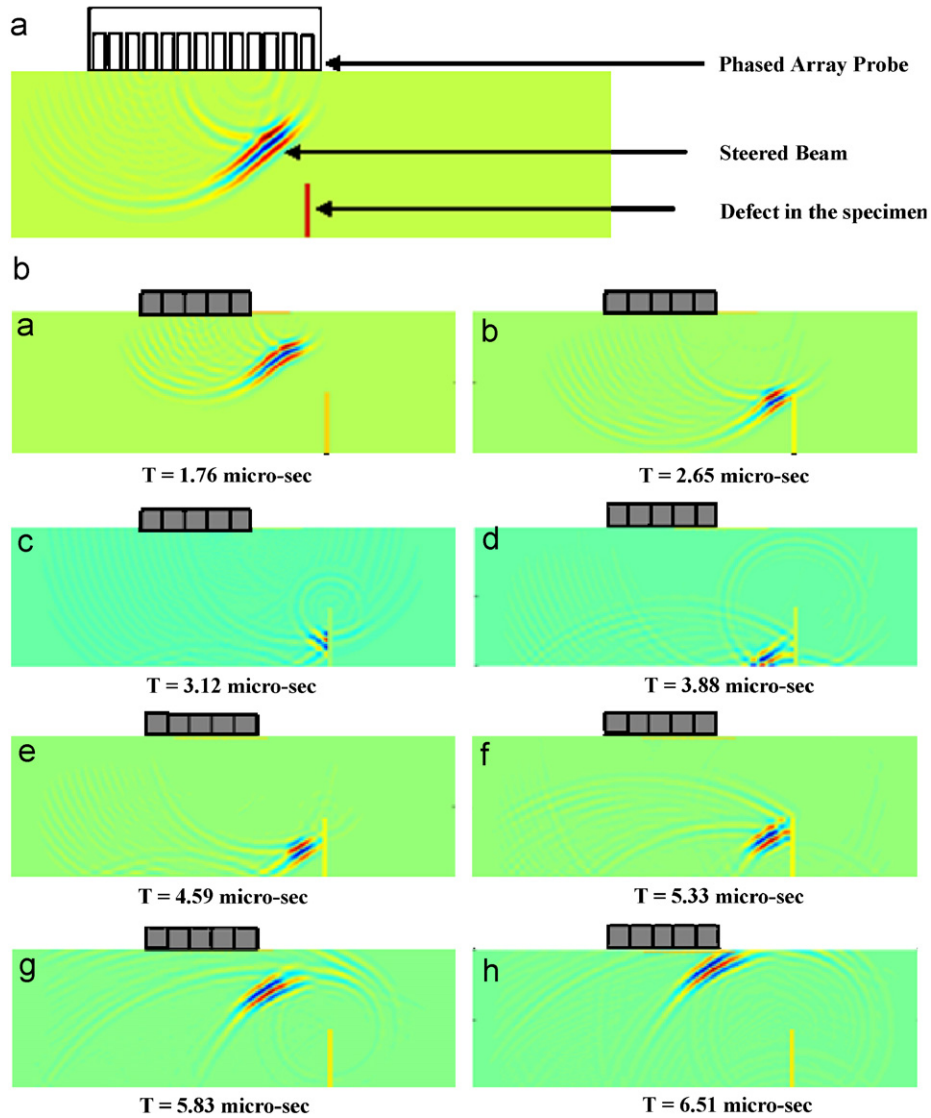 a
Phased Array Probe
Steered Beam
Defect in the specimen
b
a
b
T = 1.76 micro-sec
T = 2.65 micro-sec
c
d
T = 3.12 micro-sec
T = 3.88 micro-sec
e
f
T = 4.59 micro-sec
T = 5.33 micro-sec
g
h
T = 5.83 micro-sec
T = 6.51 micro-sec